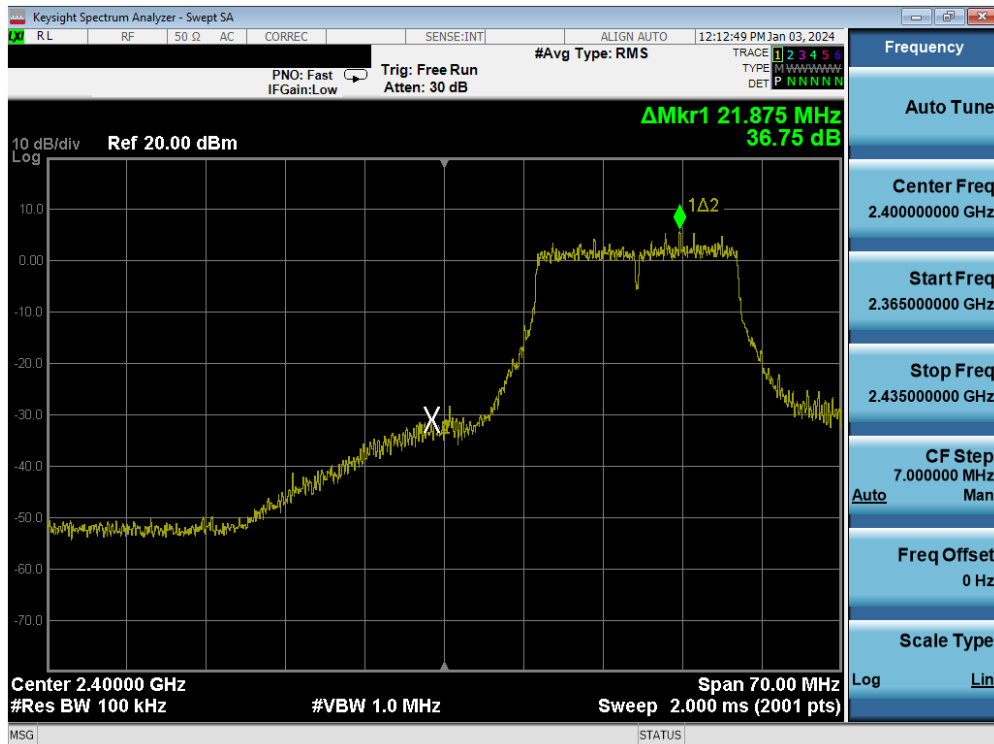 Keysight Spectrum Analyzer - Swept SA
LXI RL RF 50 Ω AC CORREC SENSE:INT ALIGN AUTO 12:12:49 PM Jan 03, 2024
#Avg Type: RMS
TRACE 1 2 3 4 5 6
PNO: Fast Trig: Free Run
TYPE M WWWWW
IFGain:Low Atten: 30 dB
DET P N N N N N
ΔMkr1 21.875 MHz
36.75 dB
10 dB/div Ref 20.00 dBm
Log
1Δ2
10.0
0.00
-10.0
-20.0
-30.0
X
-40.0
-50.0
-60.0
-70.0
Center 2.40000 GHz Span 70.00 MHz
#Res BW 100 kHz #VBW 1.0 MHz Sweep 2.000 ms (2001 pts)
MSG STATUS
Frequency
Auto Tune
Center Freq
2.400000000 GHz
Start Freq
2.365000000 GHz
Stop Freq
2.435000000 GHz
CF Step
7.000000 MHz
Auto Man
Freq Offset
0 Hz
Scale Type
Log Lin